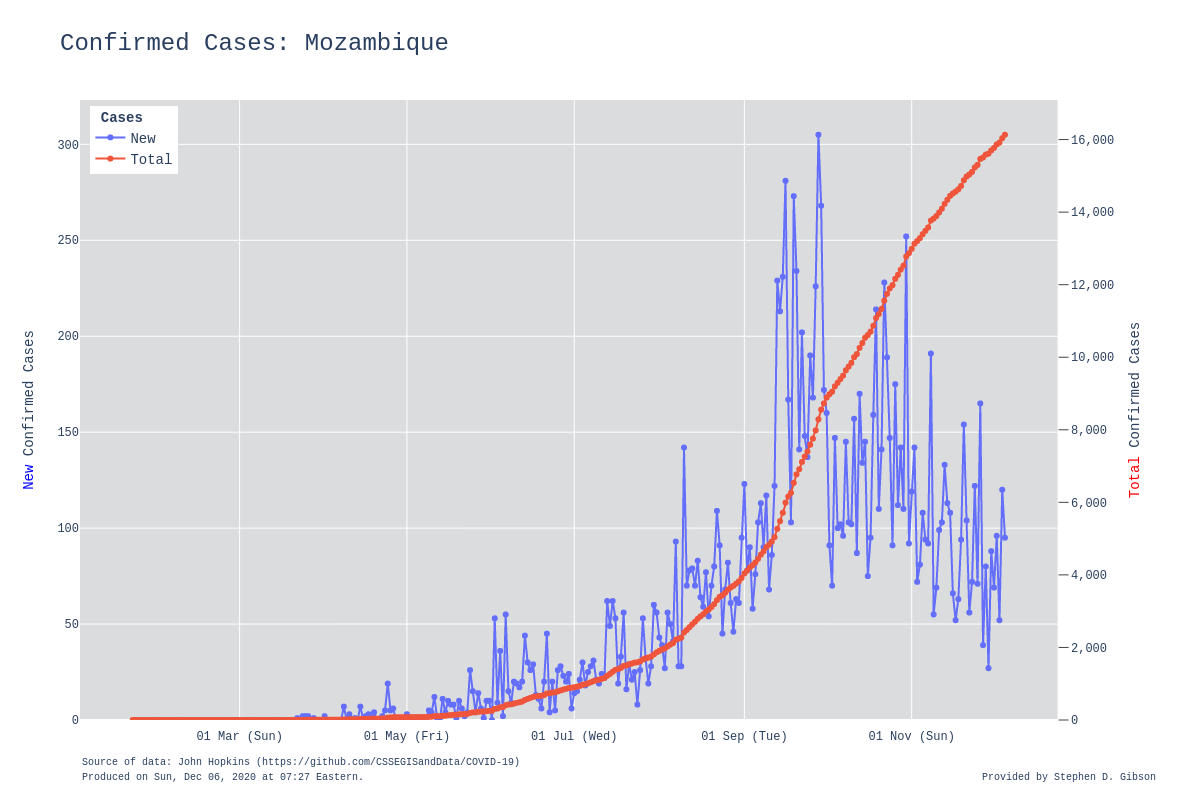 Confirmed Cases: Mozambique
Cases
New
Total
300
250
200
150
100
50
0
16,000
14,000
12,000
10,000
8,000
6,000
4,000
2,000
0
New Confirmed Cases
Total Confirmed Cases
01 Mar (Sun)
01 May (Fri)
01 Jul (Wed)
01 Sep (Tue)
01 Nov (Sun)
Source of data: John Hopkins (https://github.com/CSSEGISandData/COVID-19)
Produced on Sun, Dec 06, 2020 at 07:27 Eastern.
Provided by Stephen D. Gibson